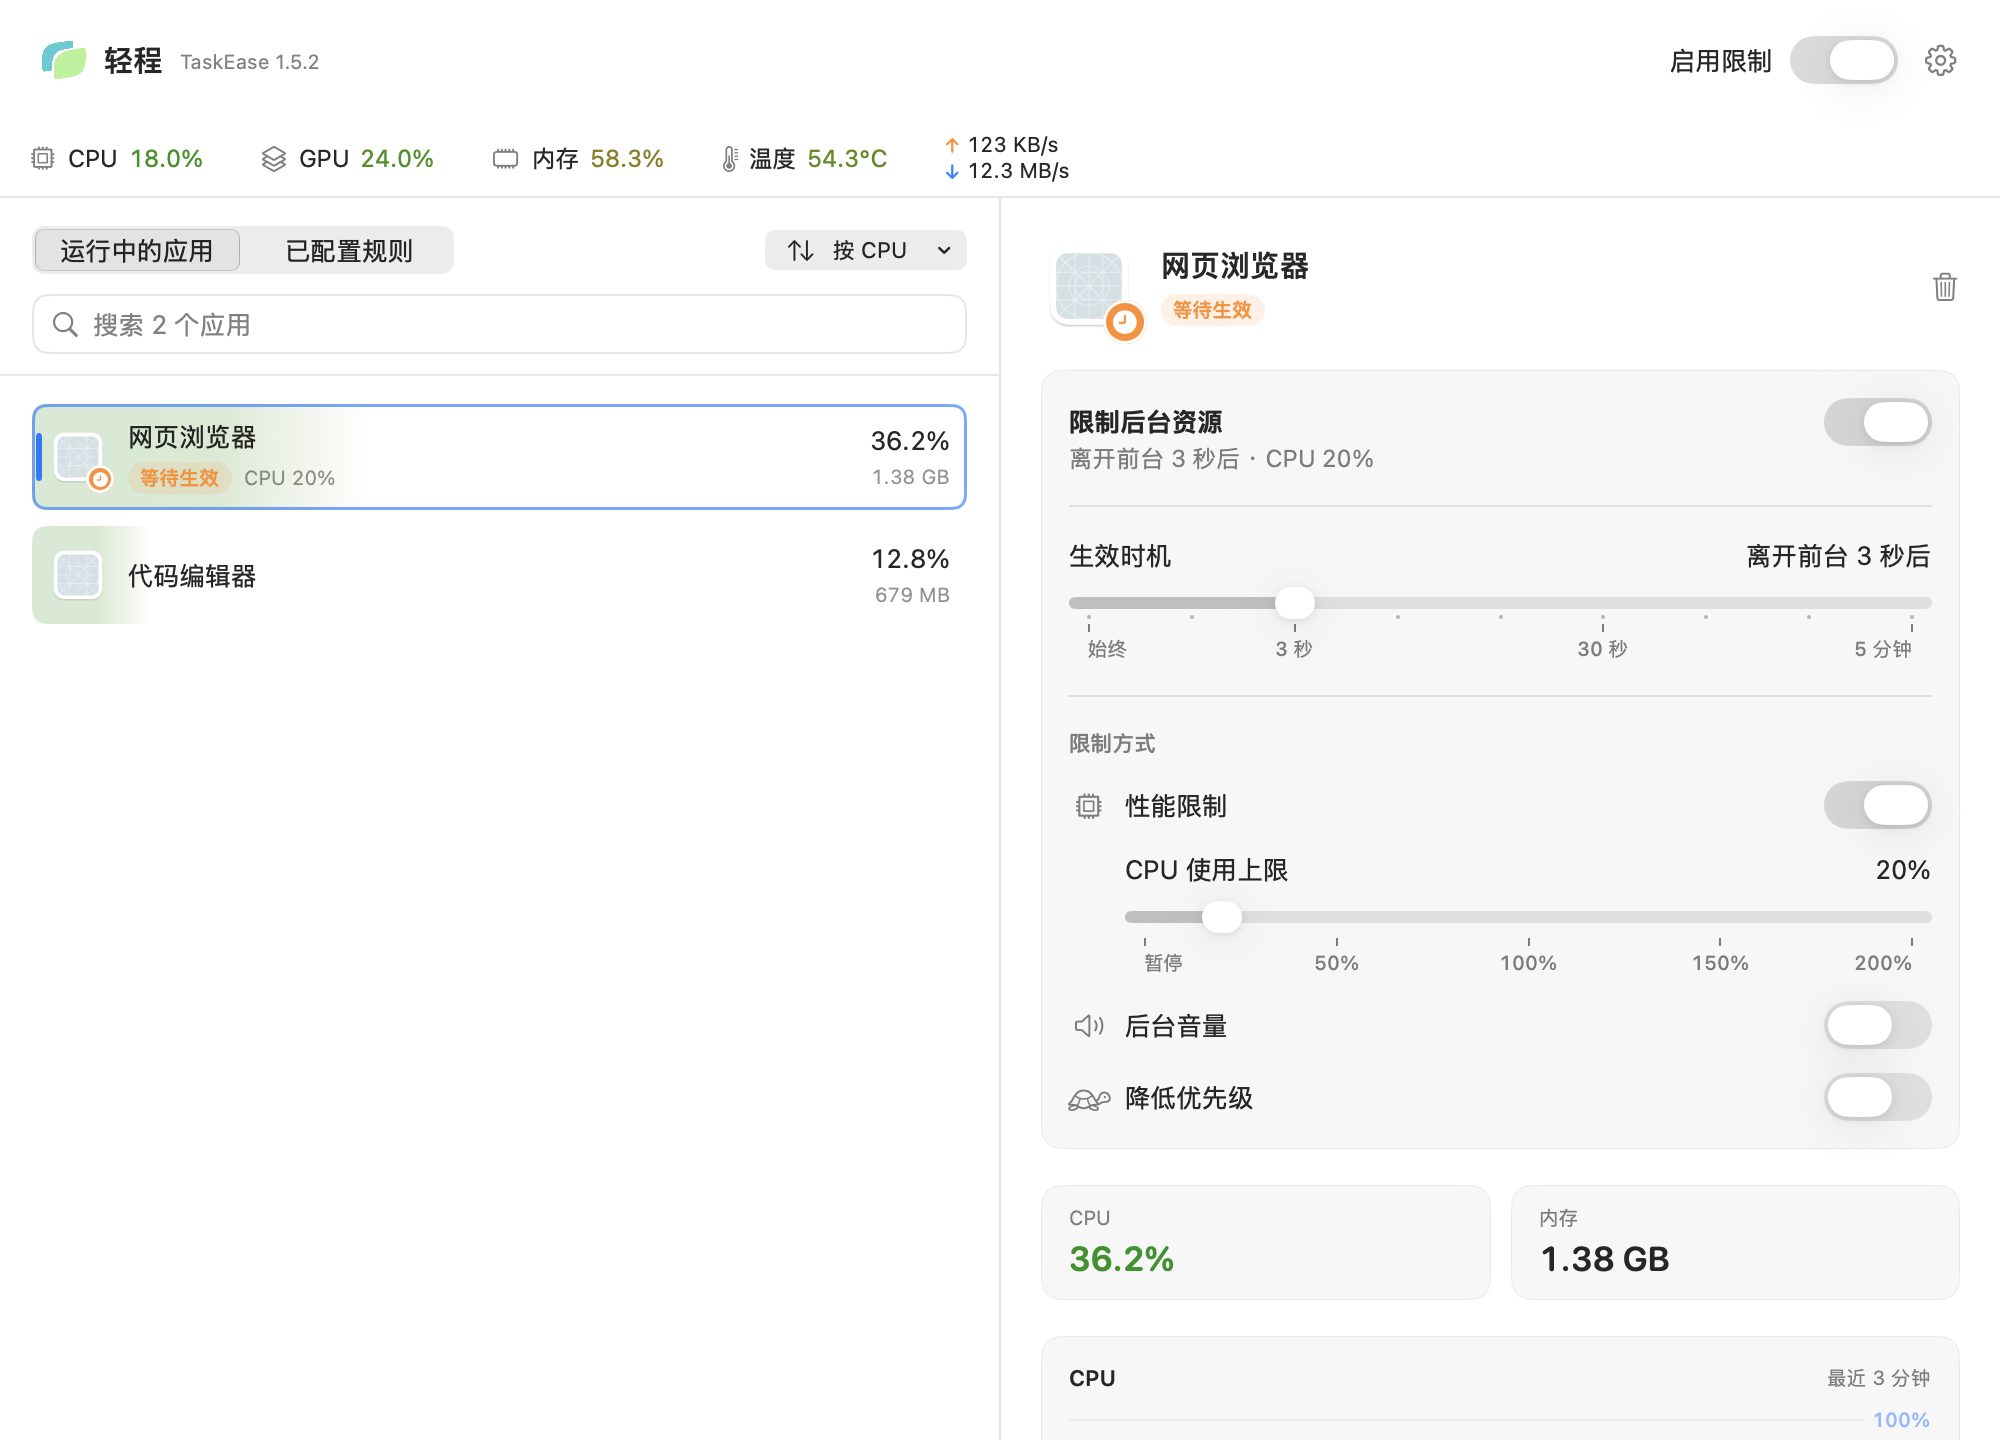 轻程 TaskEase 1.5.2
启用限制
CPU 18.0%
GPU 24.0%
内存 58.3%
温度 54.3°C
123 KB/s
12.3 MB/s
运行中的应用
已配置规则
按 CPU
搜索 2 个应用
网页浏览器
等待生效 CPU 20%
36.2%
1.38 GB
代码编辑器
12.8%
679 MB
网页浏览器
等待生效
限制后台资源
离开前台 3 秒后 · CPU 20%
生效时机
离开前台 3 秒后
始终
3 秒
30 秒
5 分钟
限制方式
性能限制
CPU 使用上限
20%
暂停
50%
100%
150%
200%
后台音量
降低优先级
CPU
36.2%
内存
1.38 GB
CPU
最近 3 分钟
100%